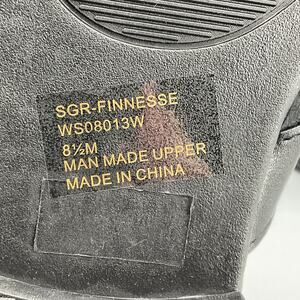 SGR-FINNESSE
WS08013W
8½M
MAN MADE UPPER
MADE IN CHINA